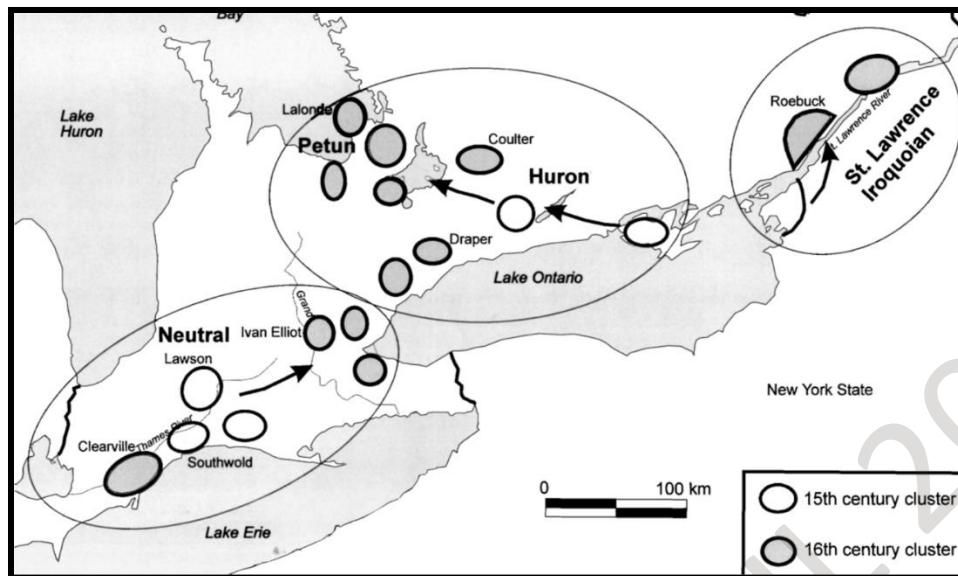 Bay
Lake
Huron
Lalonde
Petun
Coulter
Huron
Roebuck
St. Lawrence River
St. Lawrence
Iroquoian
Draper
Lake Ontario
Grand
Neutral
Ivan Elliot
Lawson
New York State
Clearville
Thames River
Southwold
0
100 km
Lake Erie
15th century cluster
16th century cluster